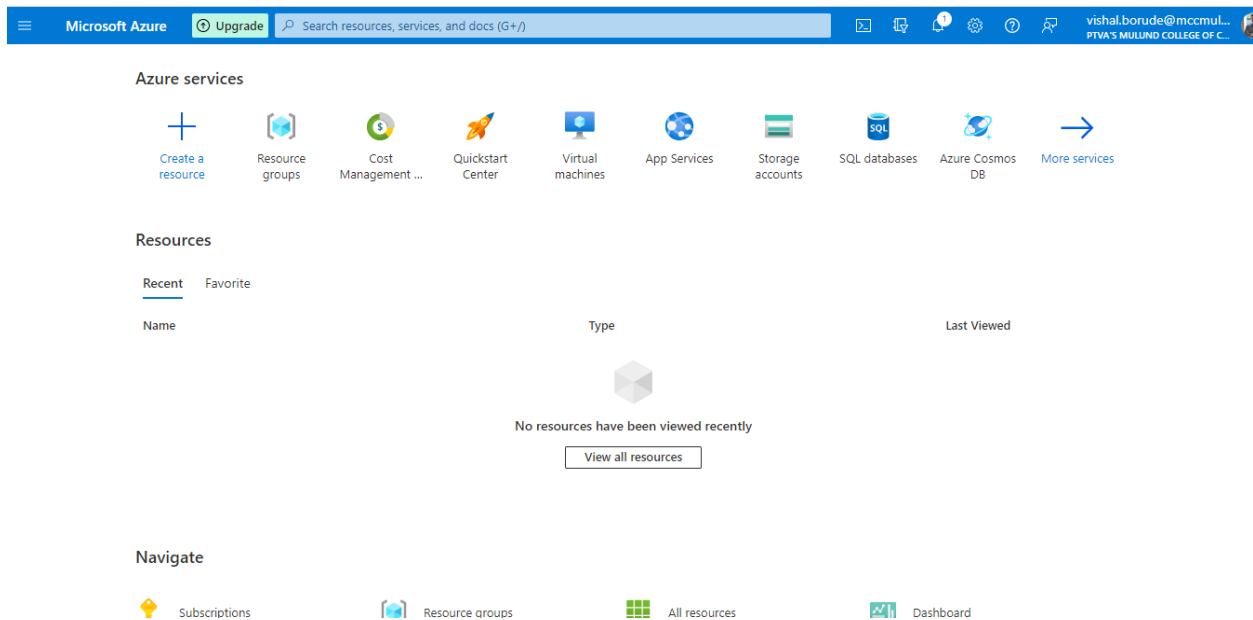 Microsoft Azure
Upgrade
Search resources, services, and docs (G+/)
1
vishal.borude@mccmul...
PTVA'S MULUND COLLEGE OF C...
Azure services
$
SQL
Create a
resource
Resource
groups
Cost
Management ...
Quickstart
Center
Virtual
machines
App Services
Storage
accounts
SQL databases
Azure Cosmos
DB
More services
Resources
Recent Favorite
Name Type Last Viewed
No resources have been viewed recently
View all resources
Navigate
Subscriptions Resource groups All resources Dashboard